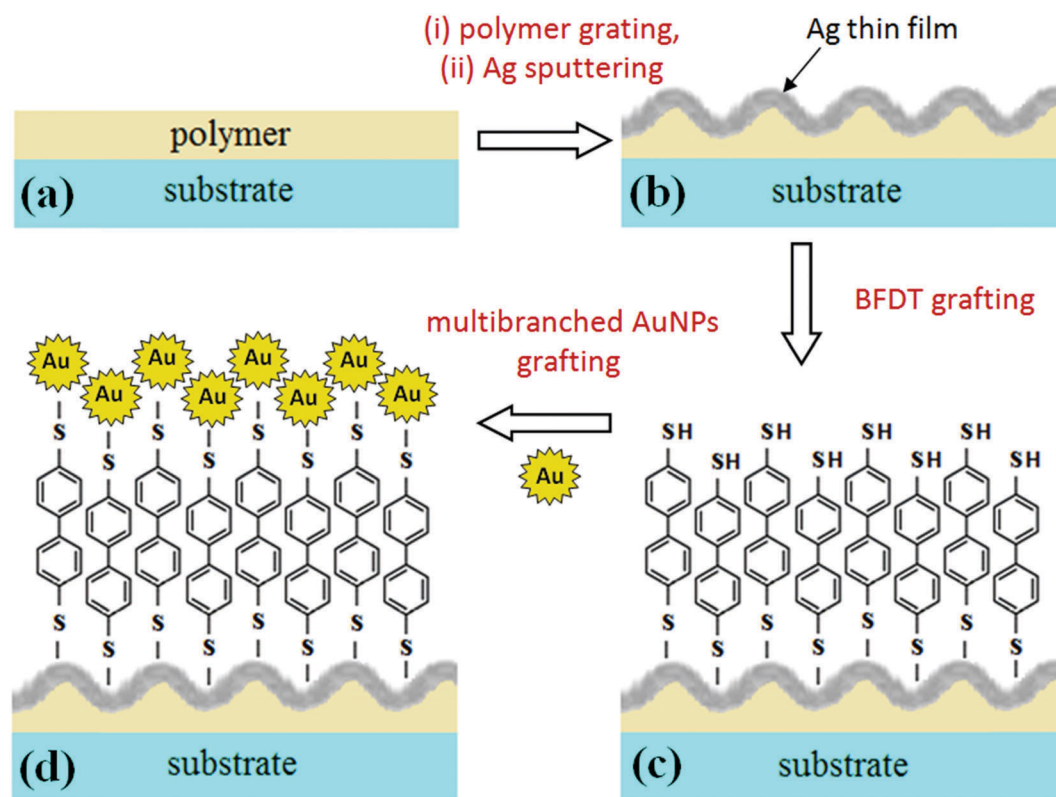 (i) polymer grating,
(ii) Ag sputtering
Ag thin film
polymer
(a) substrate
(b) substrate
BFDT grafting
multibranched AuNPs
grafting
Au Au Au Au
Au Au Au Au
S S S S
S S S S
S S S S
S S S S
(d) substrate
Au
SH SH SH SH
SH SH SH SH
S S S S
S S S S
(c) substrate